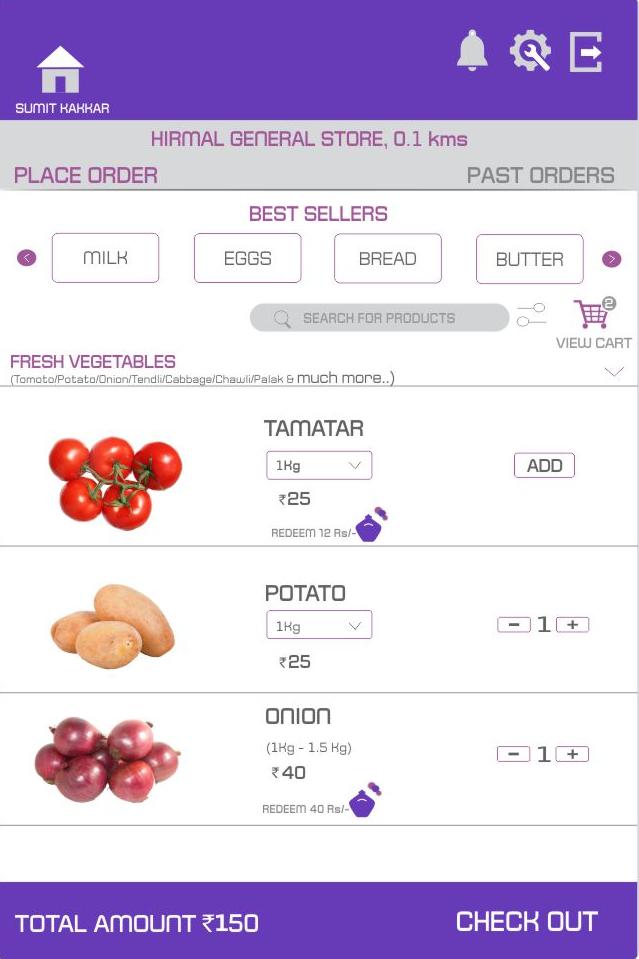 SUMIT KAKKAR
HIRMAL GENERAL STORE, 0.1 kms
PLACE ORDER PAST ORDERS
BEST SELLERS
MILK EGGS BREAD BUTTER
SEARCH FOR PRODUCTS
2
VIEW CART
FRESH VEGETABLES
(Tomoto/Potato/Onion/Tendli/Cabbage/Chawli/Palak & much more..)
TAMATAR
1Kg
ADD
₹25
REDEEM 12 Rs/-
POTATO
1Kg
- 1 +
₹25
ONION
(1Kg - 1.5 Kg)
- 1 +
₹40
REDEEM 40 Rs/-
TOTAL AMOUNT ₹150 CHECK OUT